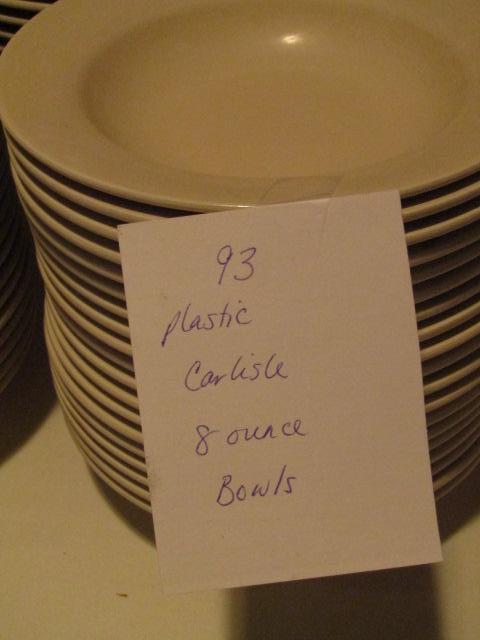 93
plastic
Carlisle
8 ounce
Bowls